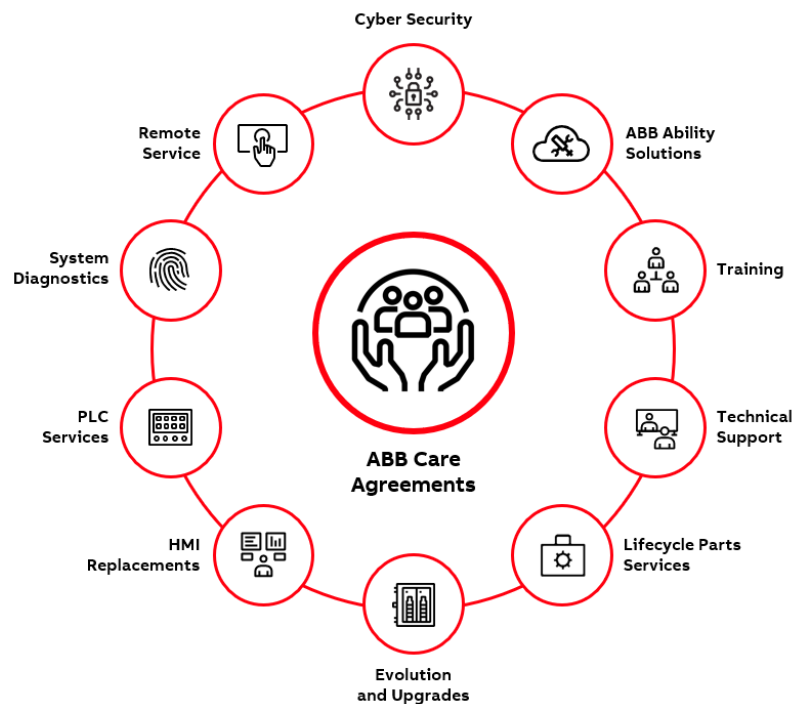 Cyber Security
ABB Ability
Solutions
Training
Technical
Support
Lifecycle Parts
Services
Evolution
and Upgrades
HMI
Replacements
PLC
Services
System
Diagnostics
Remote
Service
ABB Care
Agreements